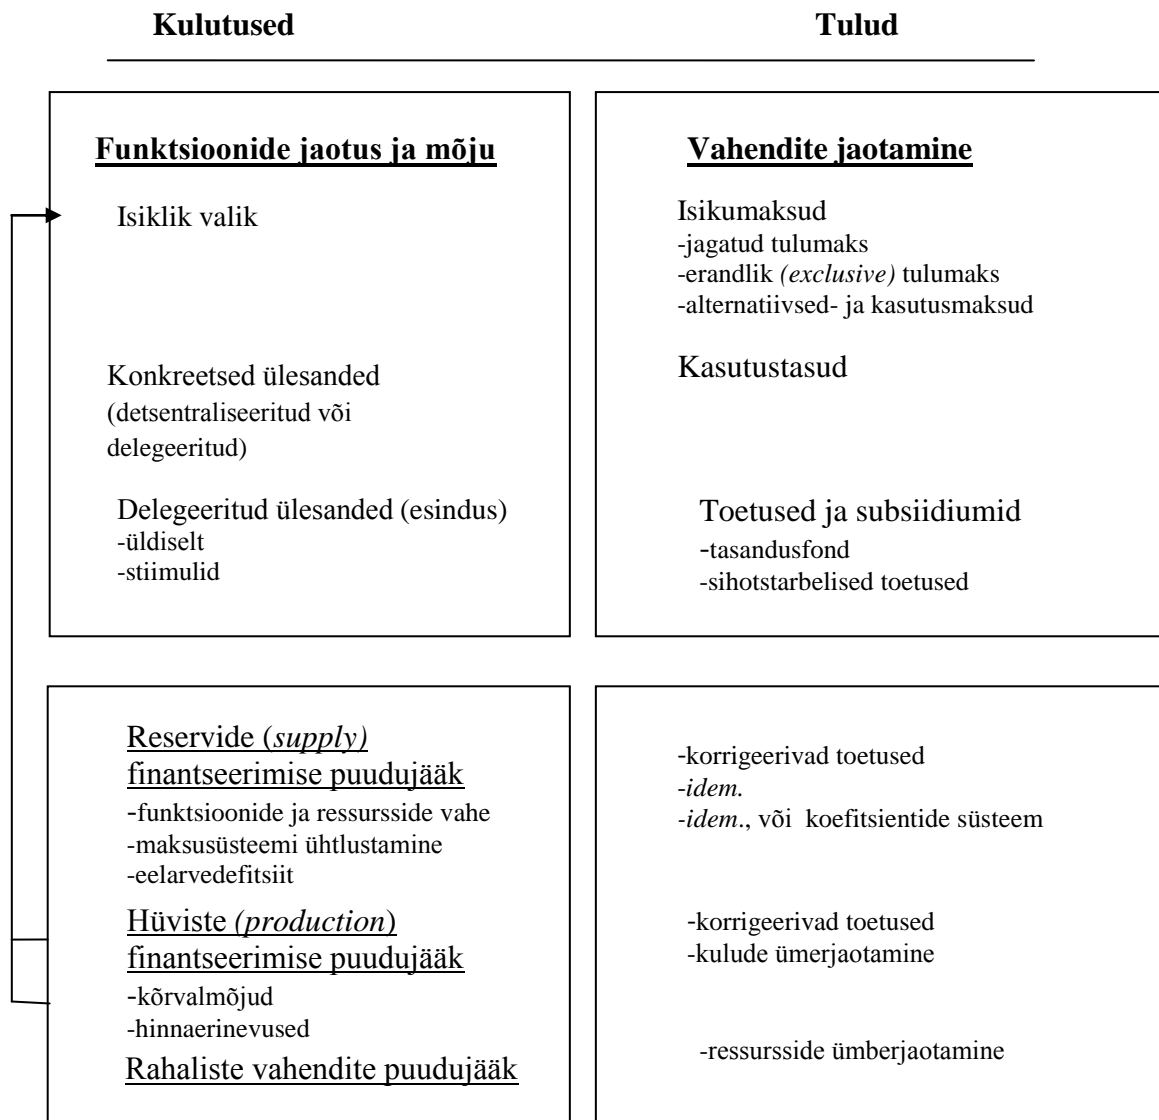 Kulutused
Tulud
Funktsioonide jaotus ja mõju
Isiklik valik
Konkreetsed ülesanded
(detsentraliseeritud või
delegeeritud)
Delegeeritud ülesanded (esindus)
-üldiselt
-stiimulid
Vahendite jaotamine
Isikumaksud
-jagatud tulumaks
-erandlik (exclusive) tulumaks
-alternatiivsed- ja kasutusmaksud
Kasutustasud
Toetused ja subsiidiumid
-tasandusfond
-sihotstarbelised toetused
Reservide (supply)
finantseerimise puudujääk
-funktsioonide ja ressursside vahe
-maksusüsteemi ühtlustamine
-eelarvedefitsiit
Hüviste (production)
finantseerimise puudujääk
-kõrvalmõjud
-hinnaerinevused
Rahaliste vahendite puudujääk
-korrigeerivad toetused
-idem.
-idem., või koefitsientide süsteem
-korrigeerivad toetused
-kulude ümerjaotamine
-ressursside ümberjaotamine